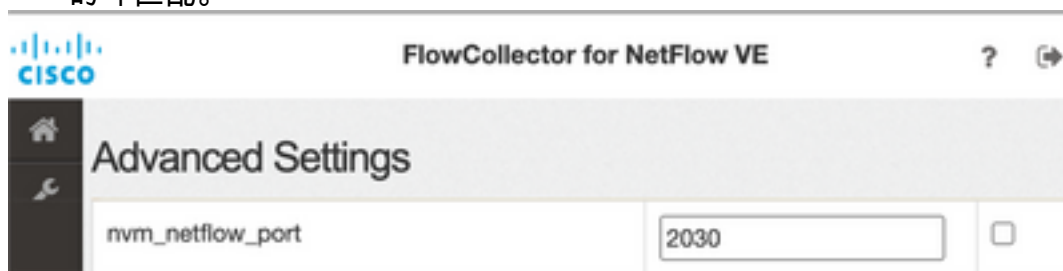 CISCO
FlowCollector for NetFlow VE
?
Advanced Settings
nvm_netflow_port
2030